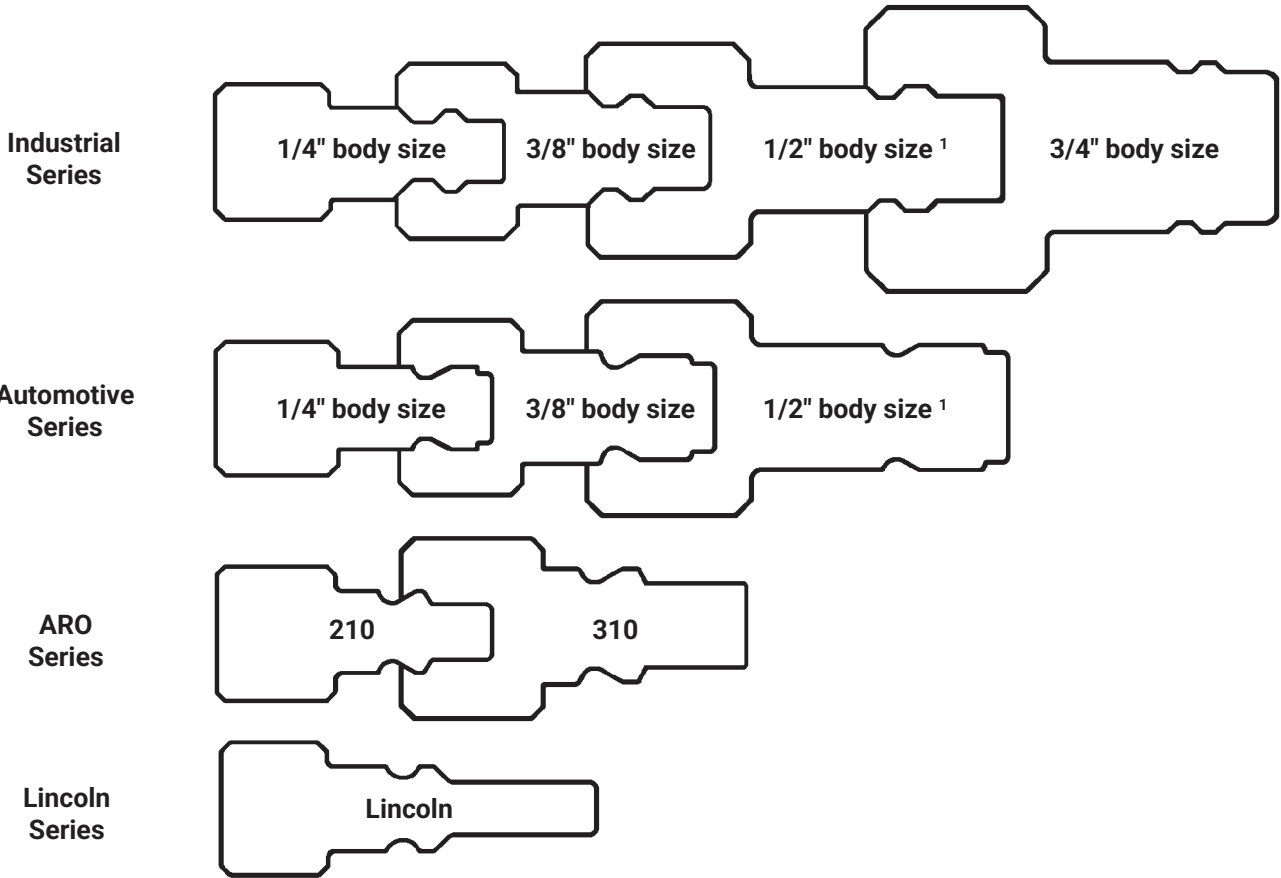 Industrial
Series
1/4" body size
3/8" body size
1/2" body size ¹
3/4" body size
Automotive
Series
1/4" body size
3/8" body size
1/2" body size ¹
ARO
Series
210
310
Lincoln
Series
Lincoln